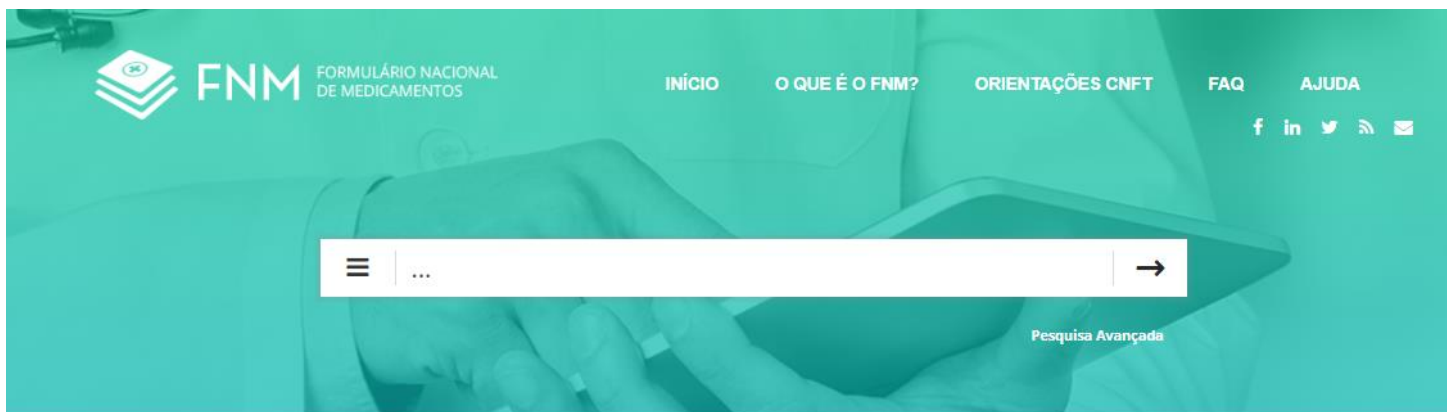 FNM
FORMULÁRIO NACIONAL
DE MEDICAMENTOS
INÍCIO
O QUE É O FNM?
ORIENTAÇÕES CNFT
FAQ
AJUDA
...
Pesquisa Avançada